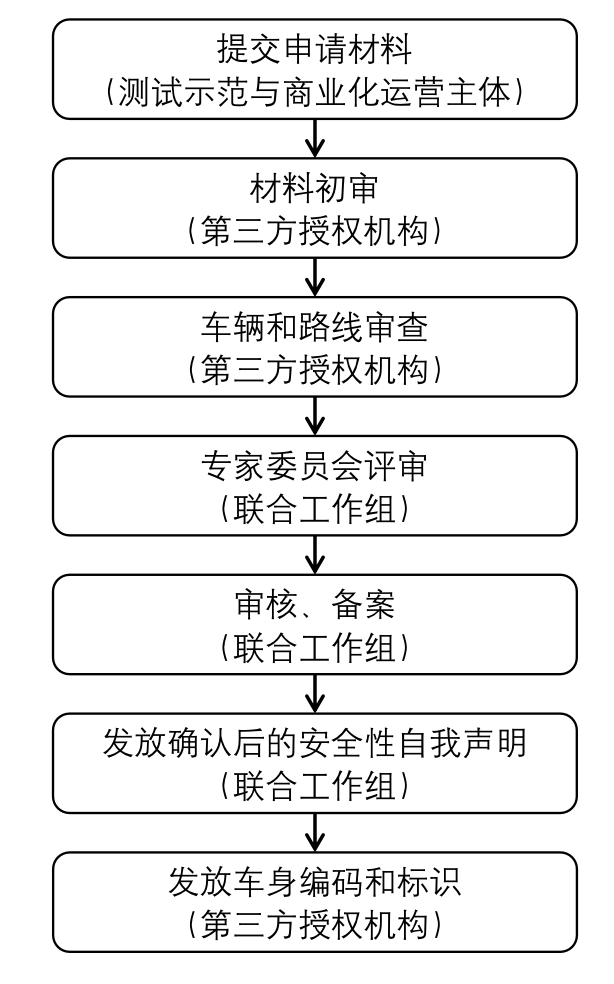 提交申请材料
(测试示范与商业化运营主体)
材料初审
(第三方授权机构)
车辆和路线审查
(第三方授权机构)
专家委员会评审
(联合工作组)
审核、备案
(联合工作组)
发放确认后的安全性自我声明
(联合工作组)
发放车身编码和标识
(第三方授权机构)